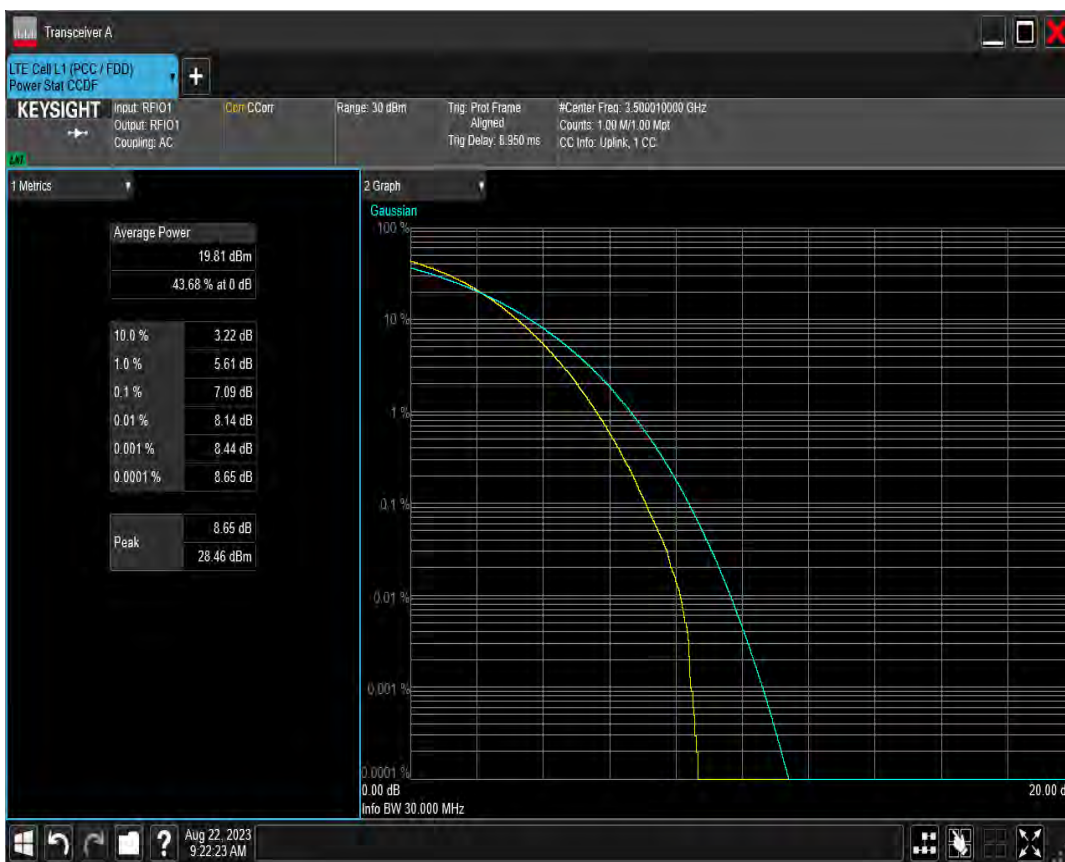 Transceiver A
LTE Cell L1 (PCC / FDD)
Power Stat CCDF
KEYSIGHT
Input: RFIO1
Output: RFIO1
Coupling: AC
Corr CCorr
Range: 30 dBm
Trig: Prot Frame
Aligned
Trig Delay: 6.950 ms
#Center Freq: 3.500010000 GHz
Counts: 1.00 M/1.00 Mpt
CC Info: Uplink, 1 CC
1 Metrics
Average Power
19.81 dBm
43.68 % at 0 dB
10.0 % 3.22 dB
1.0 % 5.61 dB
0.1 % 7.09 dB
0.01 % 8.14 dB
0.001 % 8.44 dB
0.0001 % 8.65 dB
Peak
8.65 dB
28.46 dBm
2 Graph
Gaussian
100 %
10 %
1 %
0.1 %
0.01 %
0.001 %
0.0001 %
0.00 dB
20.00 d
Info BW 30.000 MHz
?
Aug 22, 2023
9:22:23 AM